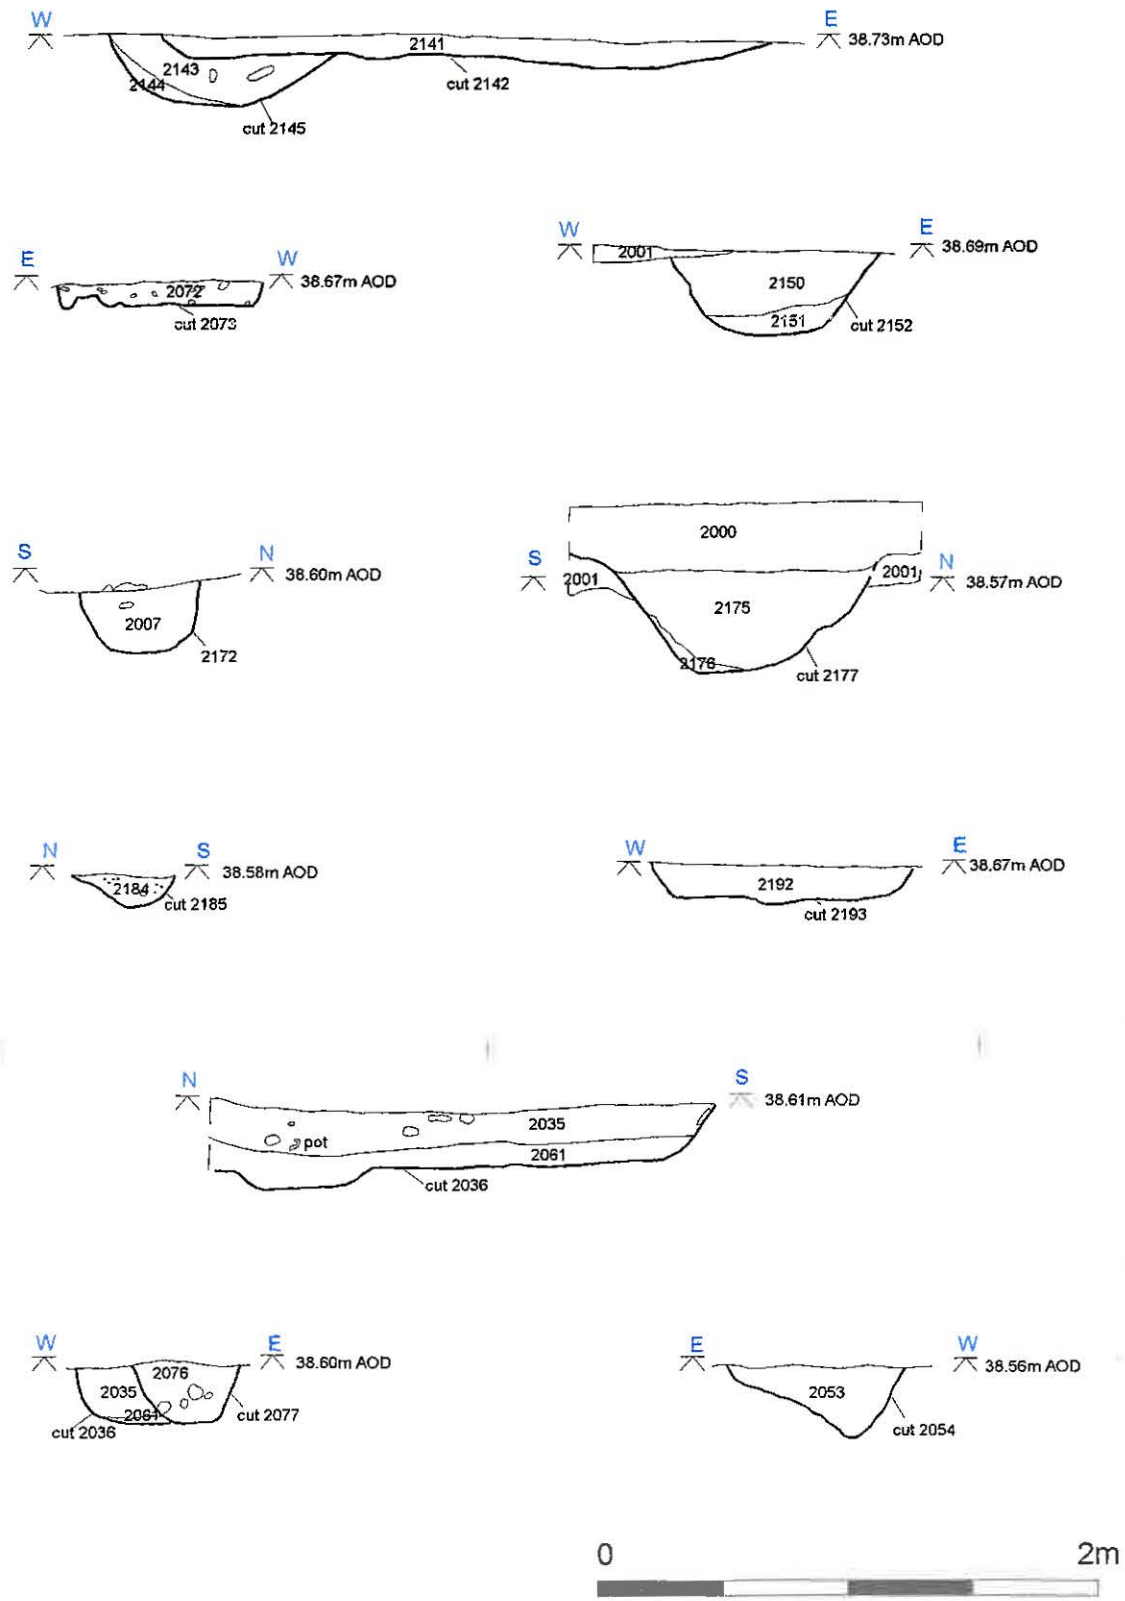 W E
38.73m AOD
2141
2143
2144
cut 2142
cut 2145
E W
38.67m AOD
2072
cut 2073
W E
38.69m AOD
2001
2150
2151
cut 2152
S N
38.60m AOD
2007
2172
2000
S N
2001 2001
38.57m AOD
2175
2176
cut 2177
N S
38.58m AOD
2184
cut 2185
W E
38.67m AOD
2192
cut 2193
N S
38.61m AOD
2035
pot
2061
cut 2036
W E
38.60m AOD
2076
2035
2061
cut 2077
cut 2036
E W
38.56m AOD
2053
cut 2054
0 2m